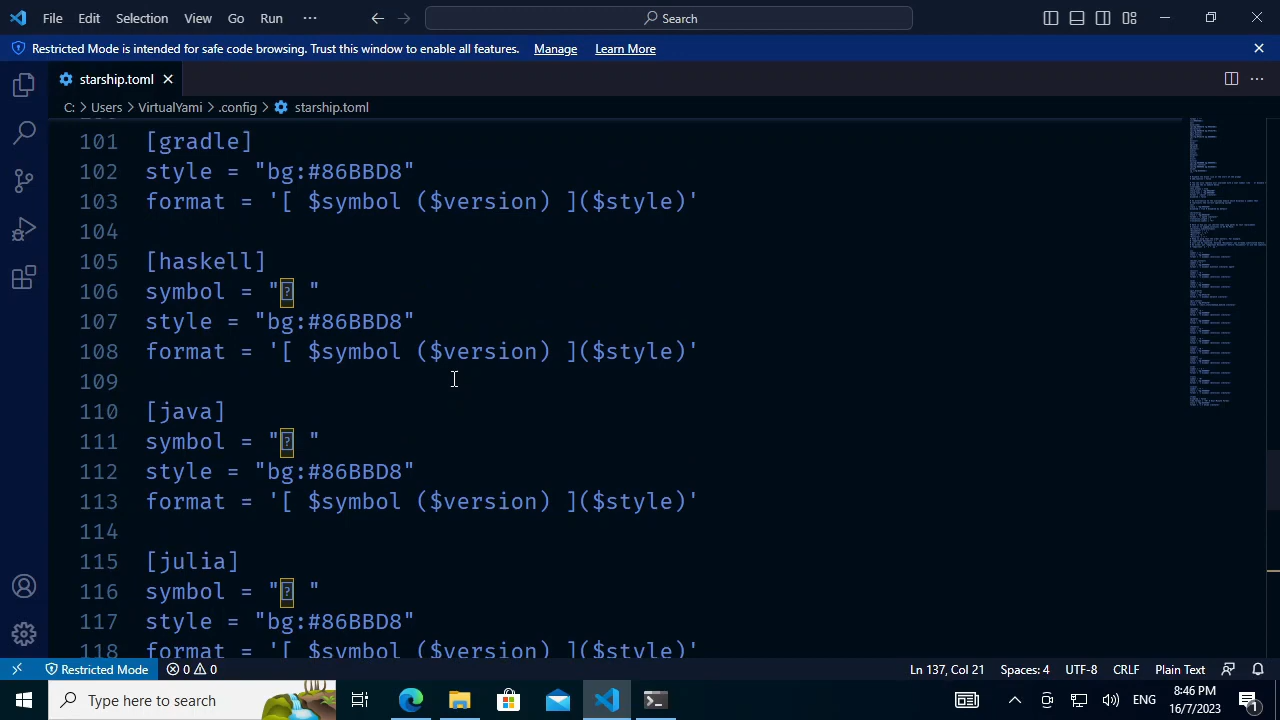 File Edit Selection View Go Run ··· Search
Restricted Mode is intended for safe code browsing. Trust this window to enable all features. Manage Learn More
starship.toml
C: > Users > VirtualYami > .config > starship.toml
101 [gradle]
102 style = "bg:#86BBD8"
103 format = '[ $symbol ($version) ]($style)'
104
105 [haskell]
106 symbol = "⍰ "
107 style = "bg:#86BBD8"
108 format = '[ $symbol ($version) ]($style)'
109
110 [java]
111 symbol = "⍰ "
112 style = "bg:#86BBD8"
113 format = '[ $symbol ($version) ]($style)'
114
115 [julia]
116 symbol = "⍰ "
117 style = "bg:#86BBD8"
118 format = '[ $symbol ($version) ]($style)'
Restricted Mode 0 0 Ln 137, Col 21 Spaces: 4 UTF-8 CRLF Plain Text
Type here to search ENG 8:46 PM
16/7/2023 1